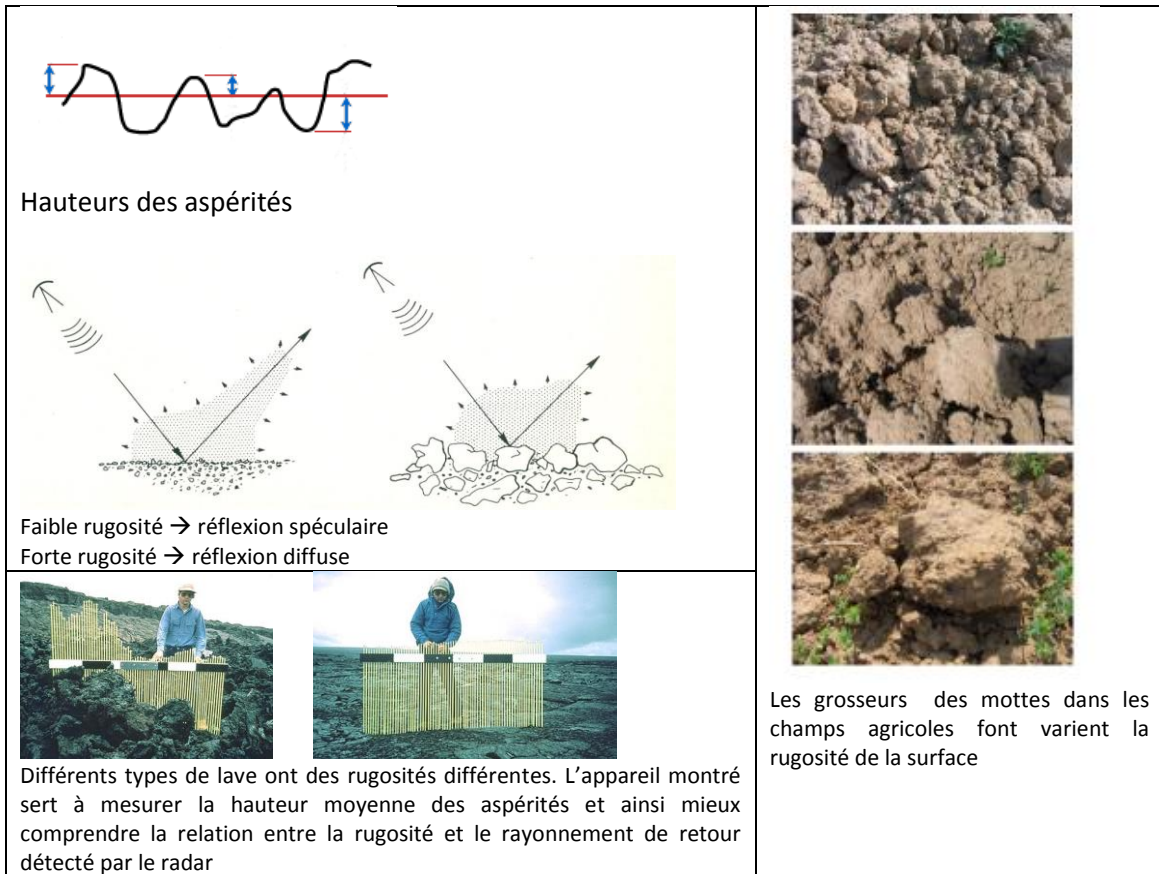 Hauteurs des aspérités
Faible rugosité → réflexion spéculaire
Forte rugosité → réflexion diffuse
Différents types de lave ont des rugosités différentes. L’appareil montré
sert à mesurer la hauteur moyenne des aspérités et ainsi mieux
comprendre la relation entre la rugosité et le rayonnement de retour
détecté par le radar
Les grosseurs des mottes dans les
champs agricoles font varient la
rugosité de la surface